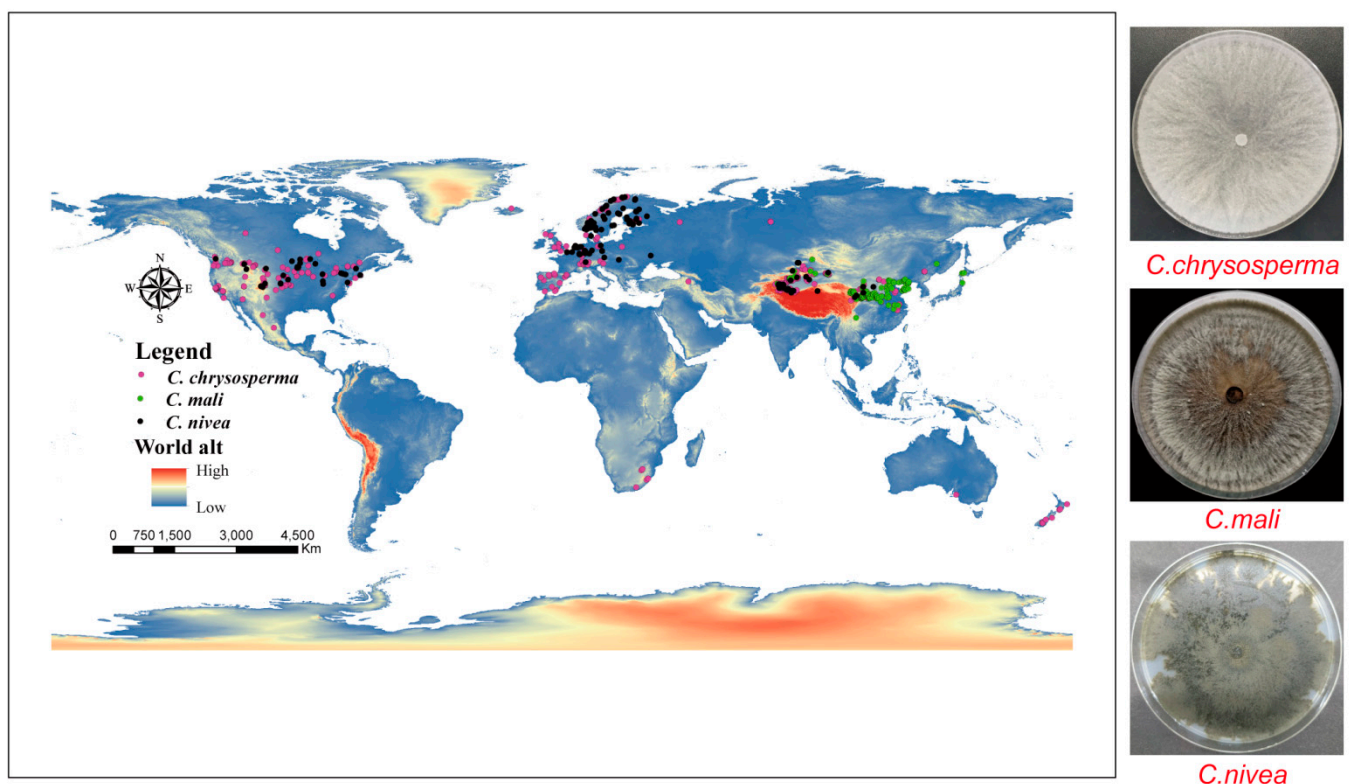 N
W E
S
Legend
C. chrysosperma
C. mali
C. nivea
World alt
High
Low
0 750 1,500 3,000 4,500
Km
C.chrysosperma
C.mali
C.nivea